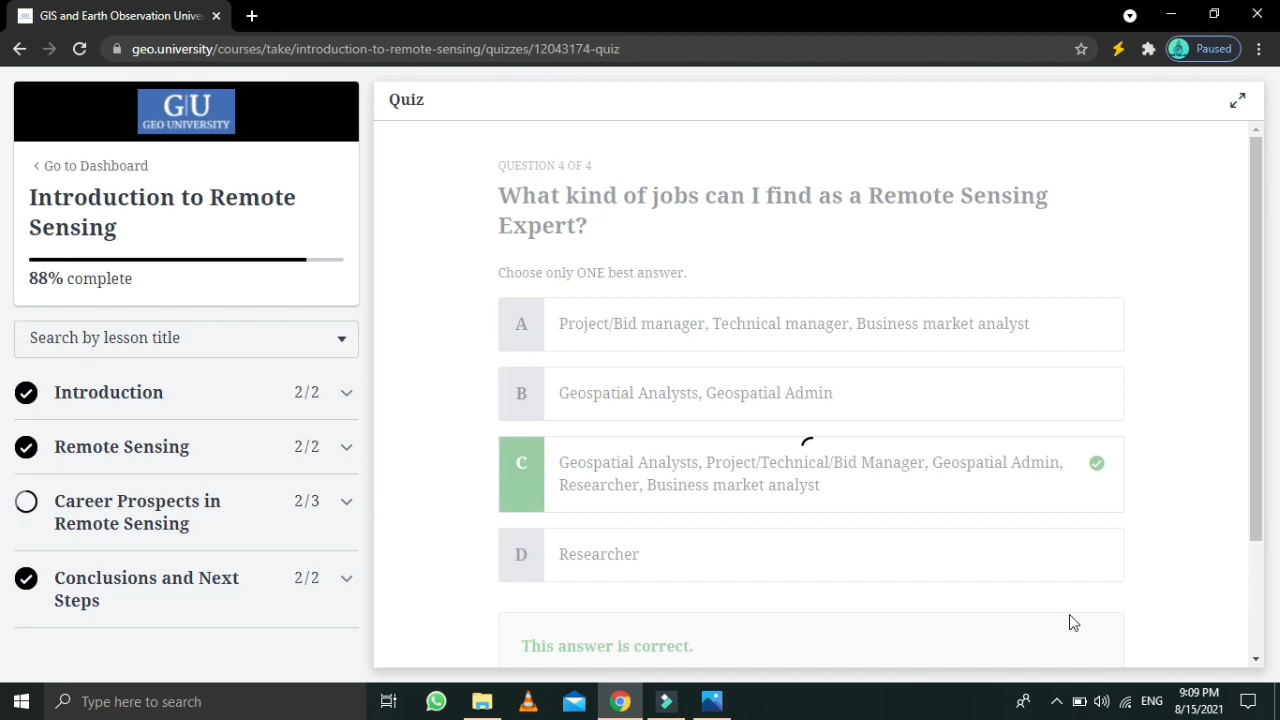 GIS and Earth Observation Unive
geo.university/courses/take/introduction-to-remote-sensing/quizzes/12043174-quiz
Paused
G|U
GEO UNIVERSITY
Go to Dashboard
Introduction to Remote
Sensing
88% complete
Search by lesson title
Introduction 2/2
Remote Sensing 2/2
Career Prospects in 2/3
Remote Sensing
Conclusions and Next 2/2
Steps
Quiz
QUESTION 4 OF 4
What kind of jobs can I find as a Remote Sensing
Expert?
Choose only ONE best answer.
A Project/Bid manager, Technical manager, Business market analyst
B Geospatial Analysts, Geospatial Admin
C Geospatial Analysts, Project/Technical/Bid Manager, Geospatial Admin,
Researcher, Business market analyst
D Researcher
This answer is correct.
Type here to search
ENG
9:09 PM
8/15/2021